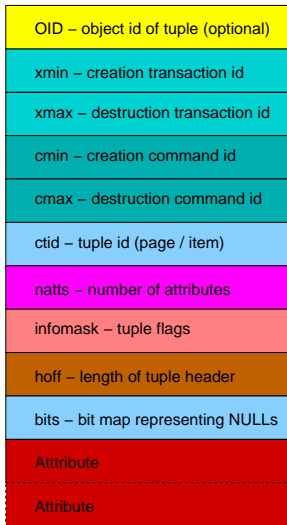 OID – object id of tuple (optional)
xmin – creation transaction id
xmax – destruction transaction id
cmin – creation command id
cmax – destruction command id
ctid – tuple id (page / item)
natts – number of attributes
infomask – tuple flags
hoff – length of tuple header
bits – bit map representing NULLs
Atttribute
Attribute